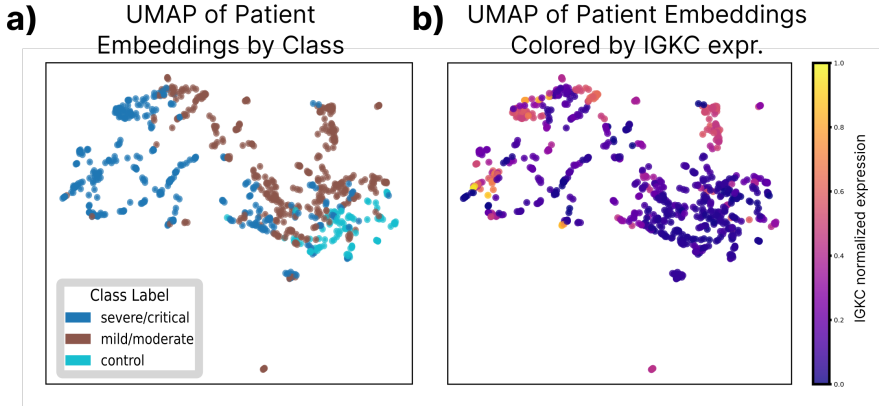 a)
UMAP of Patient
Embeddings by Class
Class Label
severe/critical
mild/moderate
control
b)
UMAP of Patient Embeddings
Colored by IGKC expr.
1.0
0.8
0.6
0.4
0.2
0.0
IGKC normalized expression